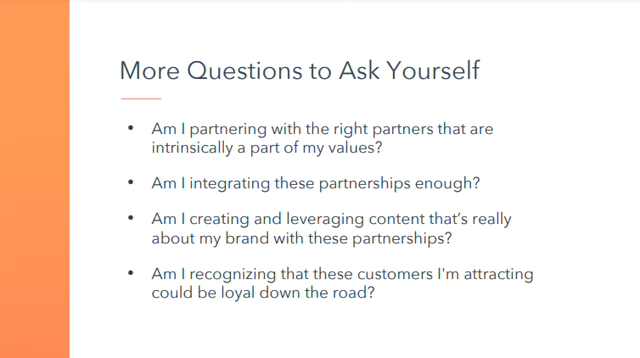 More Questions to Ask Yourself
• Am I partnering with the right partners that are
intrinsically a part of my values?
• Am I integrating these partnerships enough?
• Am I creating and leveraging content that’s really
about my brand with these partnerships?
• Am I recognizing that these customers I'm attracting
could be loyal down the road?